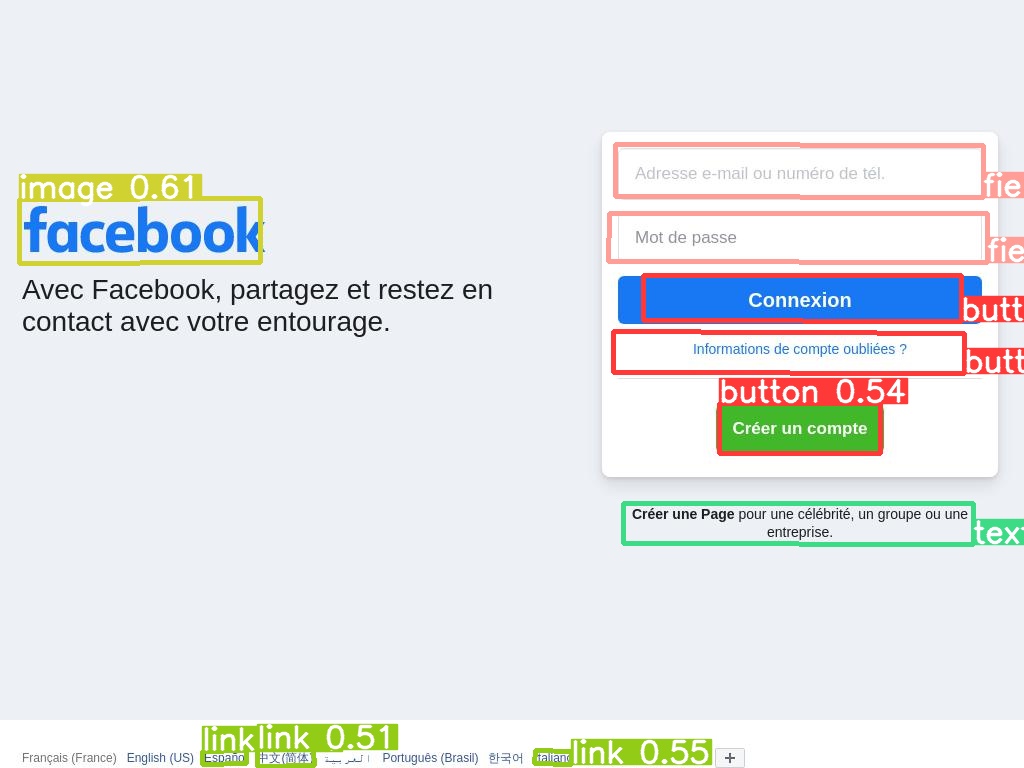 image 0.61
facebook
Avec Facebook, partagez et restez en
contact avec votre entourage.
Adresse e-mail ou numéro de tél.
fie
Mot de passe
fie
Connexion
butt
Informations de compte oubliées ?
butt
button 0.54
Créer un compte
Créer une Page pour une célébrité, un groupe ou une
entreprise.
text
link link 0.51
link 0.55
Français (France) English (US) Español 中文(简体) العربية Português (Brasil) 한국어 Italiano